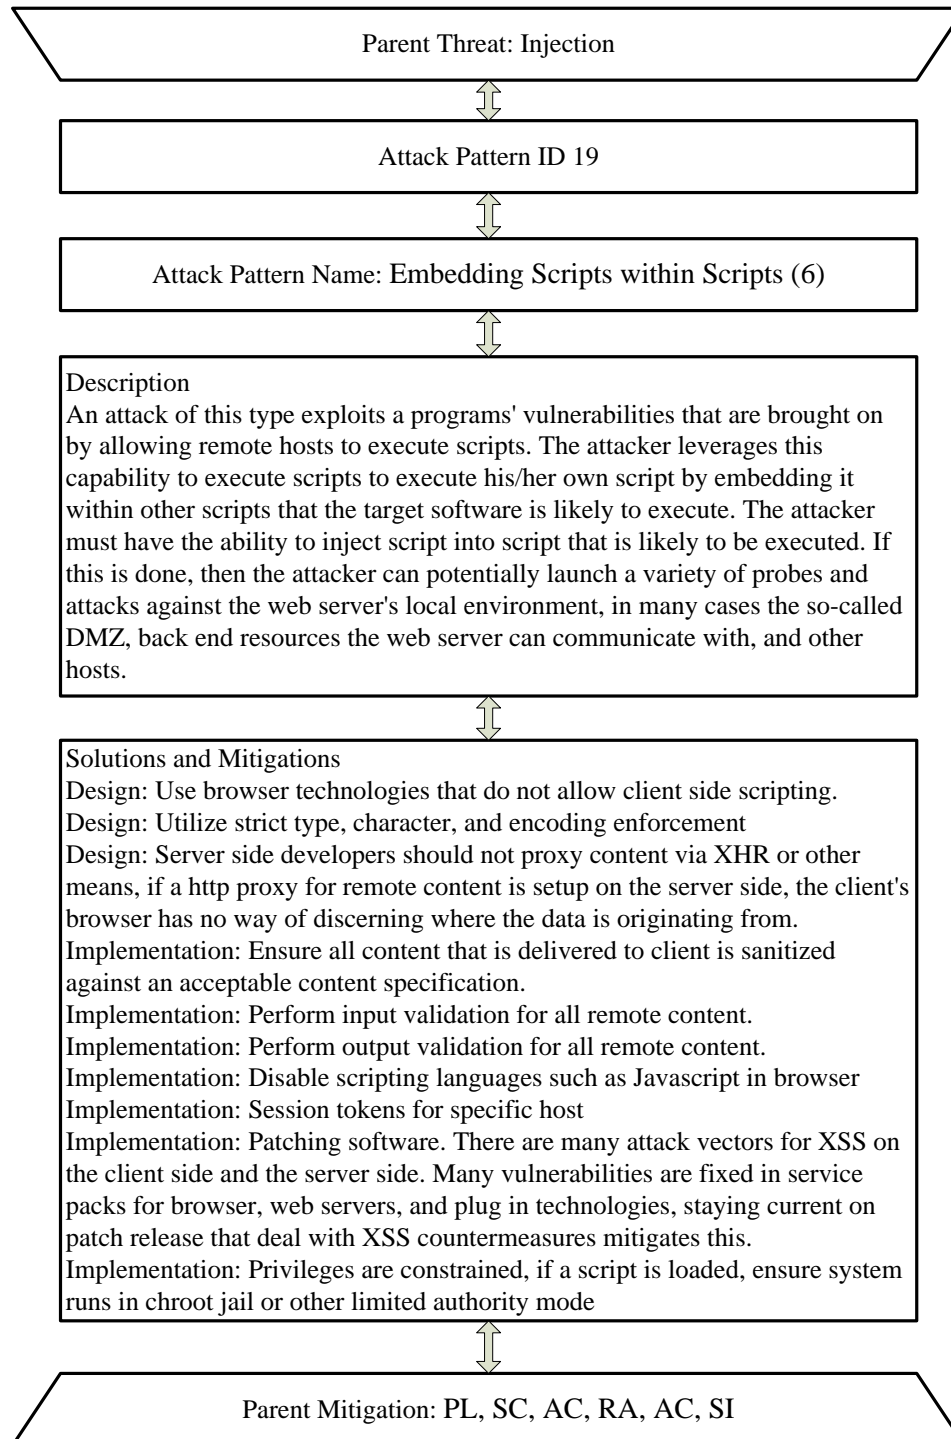 Parent Threat: Injection
Attack Pattern ID 19
Attack Pattern Name: Embedding Scripts within Scripts (6)
Description
An attack of this type exploits a programs' vulnerabilities that are brought on
by allowing remote hosts to execute scripts. The attacker leverages this
capability to execute scripts to execute his/her own script by embedding it
within other scripts that the target software is likely to execute. The attacker
must have the ability to inject script into script that is likely to be executed. If
this is done, then the attacker can potentially launch a variety of probes and
attacks against the web server's local environment, in many cases the so-called
DMZ, back end resources the web server can communicate with, and other
hosts.
Solutions and Mitigations
Design: Use browser technologies that do not allow client side scripting.
Design: Utilize strict type, character, and encoding enforcement
Design: Server side developers should not proxy content via XHR or other
means, if a http proxy for remote content is setup on the server side, the client's
browser has no way of discerning where the data is originating from.
Implementation: Ensure all content that is delivered to client is sanitized
against an acceptable content specification.
Implementation: Perform input validation for all remote content.
Implementation: Perform output validation for all remote content.
Implementation: Disable scripting languages such as Javascript in browser
Implementation: Session tokens for specific host
Implementation: Patching software. There are many attack vectors for XSS on
the client side and the server side. Many vulnerabilities are fixed in service
packs for browser, web servers, and plug in technologies, staying current on
patch release that deal with XSS countermeasures mitigates this.
Implementation: Privileges are constrained, if a script is loaded, ensure system
runs in chroot jail or other limited authority mode
Parent Mitigation: PL, SC, AC, RA, AC, SI